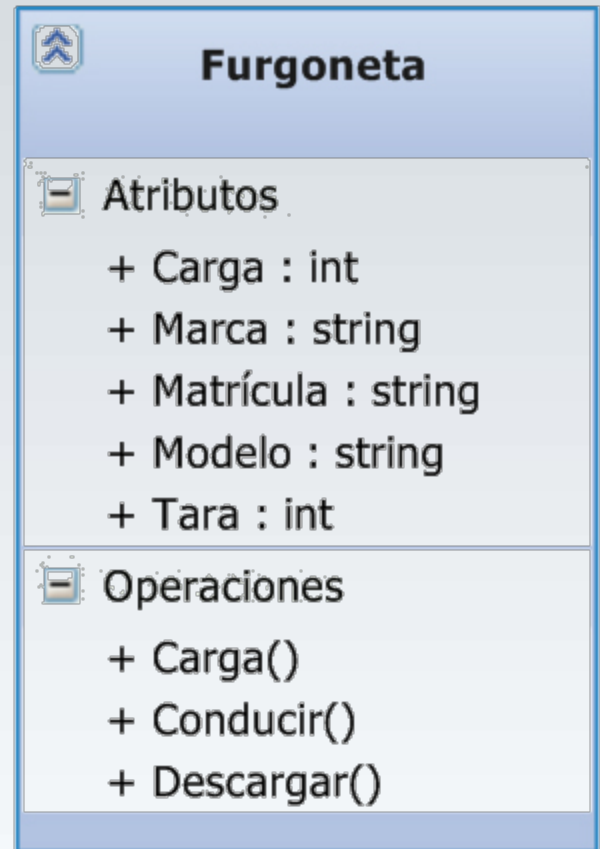 Furgoneta
Atributos
+ Carga : int
+ Marca : string
+ Matrícula : string
+ Modelo : string
+ Tara : int
Operaciones
+ Carga()
+ Conducir()
+ Descargar()